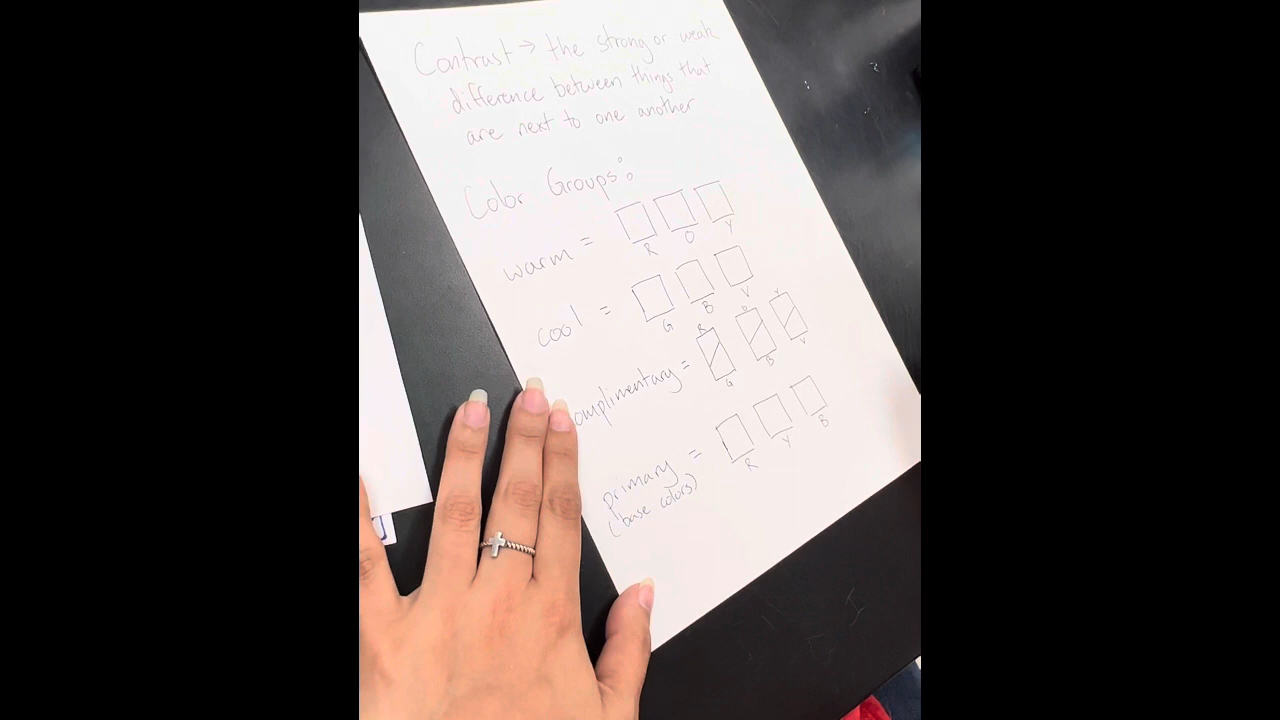 Contrast → the strong or weak
difference between things that
are next to one another
Color Groups:
warm =
R O Y
cool =
G B V
omplimentary =
R O Y
G B V
primary =
(base colors)
R Y B